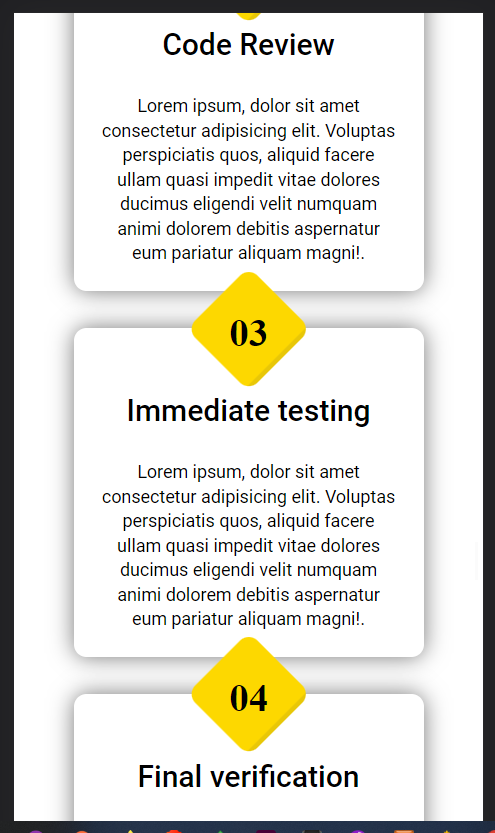 Code Review
Lorem ipsum, dolor sit amet
consectetur adipisicing elit. Voluptas
perspiciatis quos, aliquid facere
ullam quasi impedit vitae dolores
ducimus eligendi velit numquam
animi dolorem debitis aspernatur
eum pariatur aliquam magni!.
03
Immediate testing
Lorem ipsum, dolor sit amet
consectetur adipisicing elit. Voluptas
perspiciatis quos, aliquid facere
ullam quasi impedit vitae dolores
ducimus eligendi velit numquam
animi dolorem debitis aspernatur
eum pariatur aliquam magni!.
04
Final verification